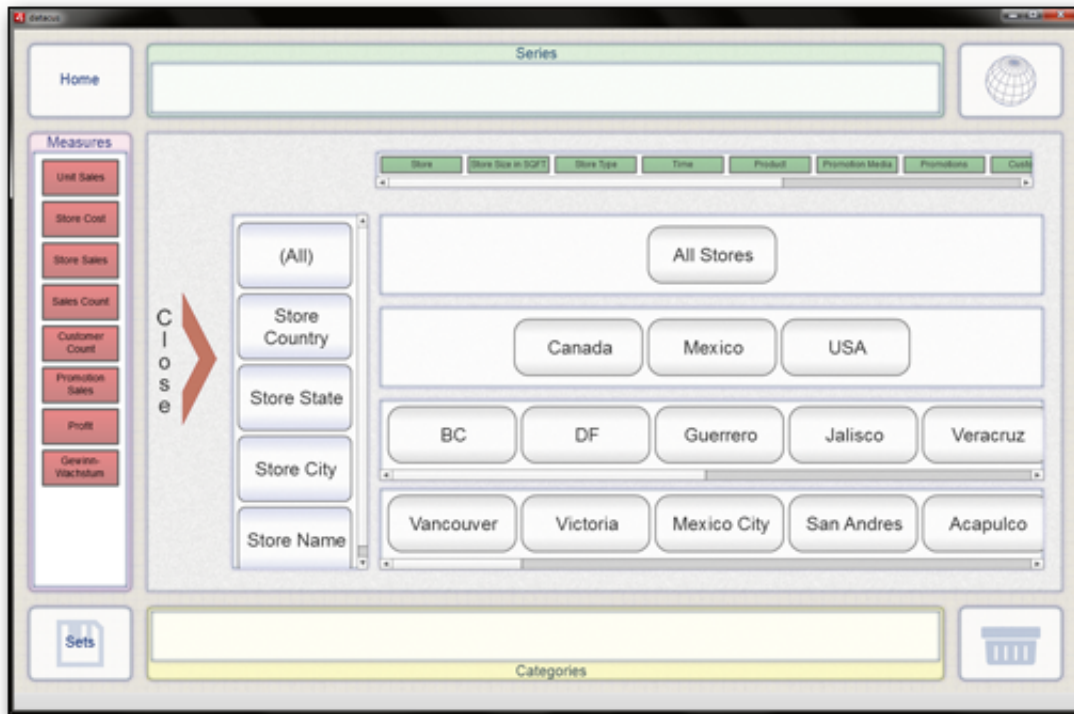 datacus
Home
Series
Measures
Unit Sales
Store Cost
Store Sales
Sales Count
Customer
Count
Promotion
Sales
Profit
Gewinn-
Wachstum
Close
Store
Store Size in SQFT
Store Type
Time
Product
Promotion Media
Promotions
Custo
(All)
Store
Country
Store State
Store City
Store Name
All Stores
Canada
Mexico
USA
BC
DF
Guerrero
Jalisco
Veracruz
Vancouver
Victoria
Mexico City
San Andres
Acapulco
Sets
Categories